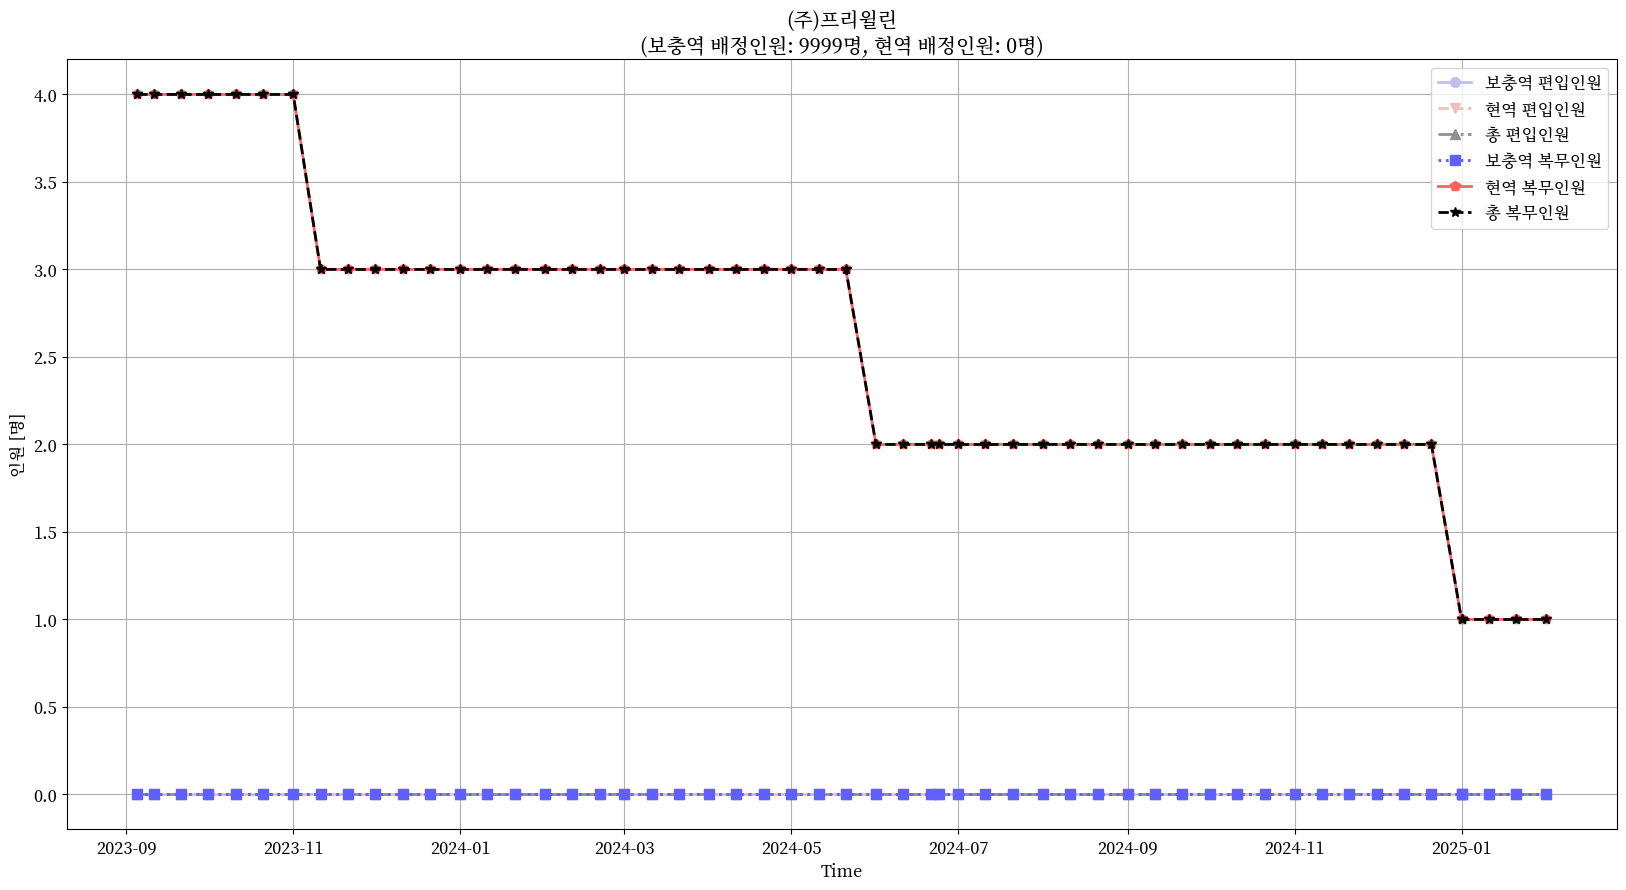 (주)프리윌린
(보충역 배정인원: 9999명, 현역 배정인원: 0명)
보충역 편입인원
현역 편입인원
총 편입인원
보충역 복무인원
현역 복무인원
총 복무인원
인원 [명]
4.0
3.5
3.0
2.5
2.0
1.5
1.0
0.5
0.0
2023-09 2023-11 2024-01 2024-03 2024-05 2024-07 2024-09 2024-11 2025-01
Time